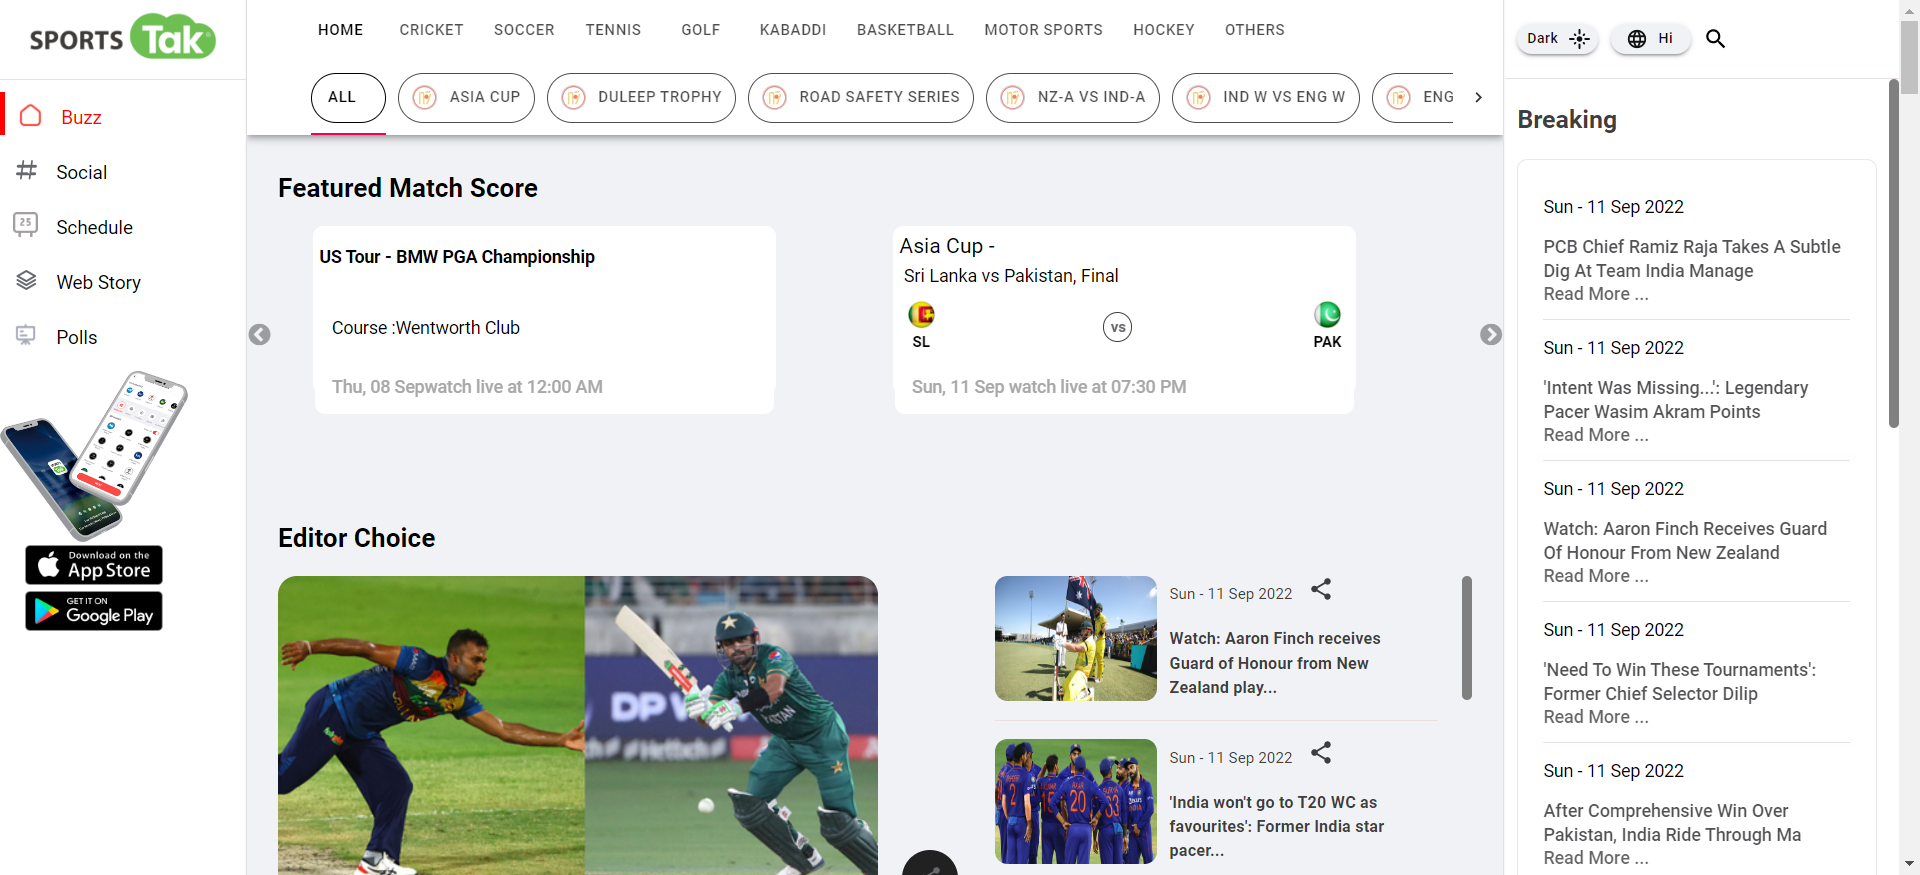 SPORTS Tak
HOME
CRICKET
SOCCER
TENNIS
GOLF
KABADDI
BASKETBALL
MOTOR SPORTS
HOCKEY
OTHERS
Dark
Hi
ALL
ASIA CUP
DULEEP TROPHY
ROAD SAFETY SERIES
NZ-A VS IND-A
IND W VS ENG W
ENG
Buzz
Social
25
Schedule
Web Story
Polls
Download on the
App Store
GET IT ON
Google Play
Featured Match Score
US Tour - BMW PGA Championship
Course :Wentworth Club
Thu, 08 Sepwatch live at 12:00 AM
Asia Cup -
Sri Lanka vs Pakistan, Final
SL
vs
PAK
Sun, 11 Sep watch live at 07:30 PM
Editor Choice
Sun - 11 Sep 2022
Watch: Aaron Finch receives
Guard of Honour from New
Zealand play...
Sun - 11 Sep 2022
'India won't go to T20 WC as
favourites': Former India star
pacer...
Breaking
Sun - 11 Sep 2022
PCB Chief Ramiz Raja Takes A Subtle
Dig At Team India Manage
Read More ...
Sun - 11 Sep 2022
'Intent Was Missing...': Legendary
Pacer Wasim Akram Points
Read More ...
Sun - 11 Sep 2022
Watch: Aaron Finch Receives Guard
Of Honour From New Zealand
Read More ...
Sun - 11 Sep 2022
'Need To Win These Tournaments':
Former Chief Selector Dilip
Read More ...
Sun - 11 Sep 2022
After Comprehensive Win Over
Pakistan, India Ride Through Ma
Read More ...